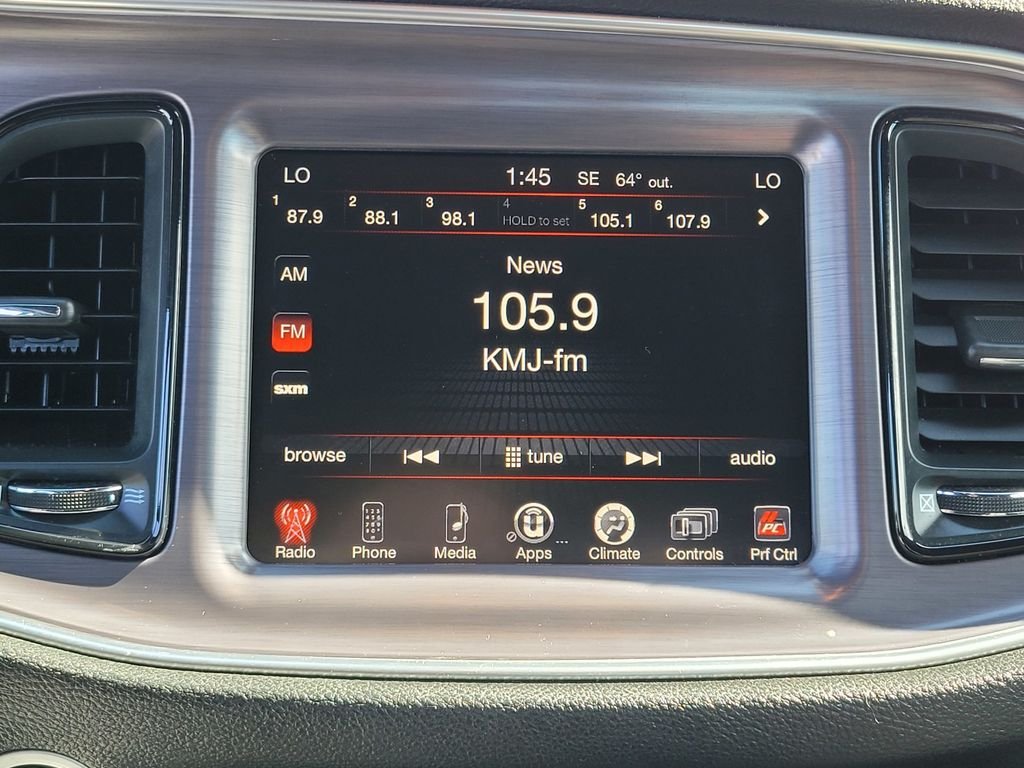 LO 1:45 SE 64° out. LO
1 87.9 2 88.1 3 98.1 4 HOLD to set 5 105.1 6 107.9
News
AM
105.9
FM
KMJ-fm
sxm
browse tune audio
Radio Phone Media Apps Climate Controls Prf Ctrl